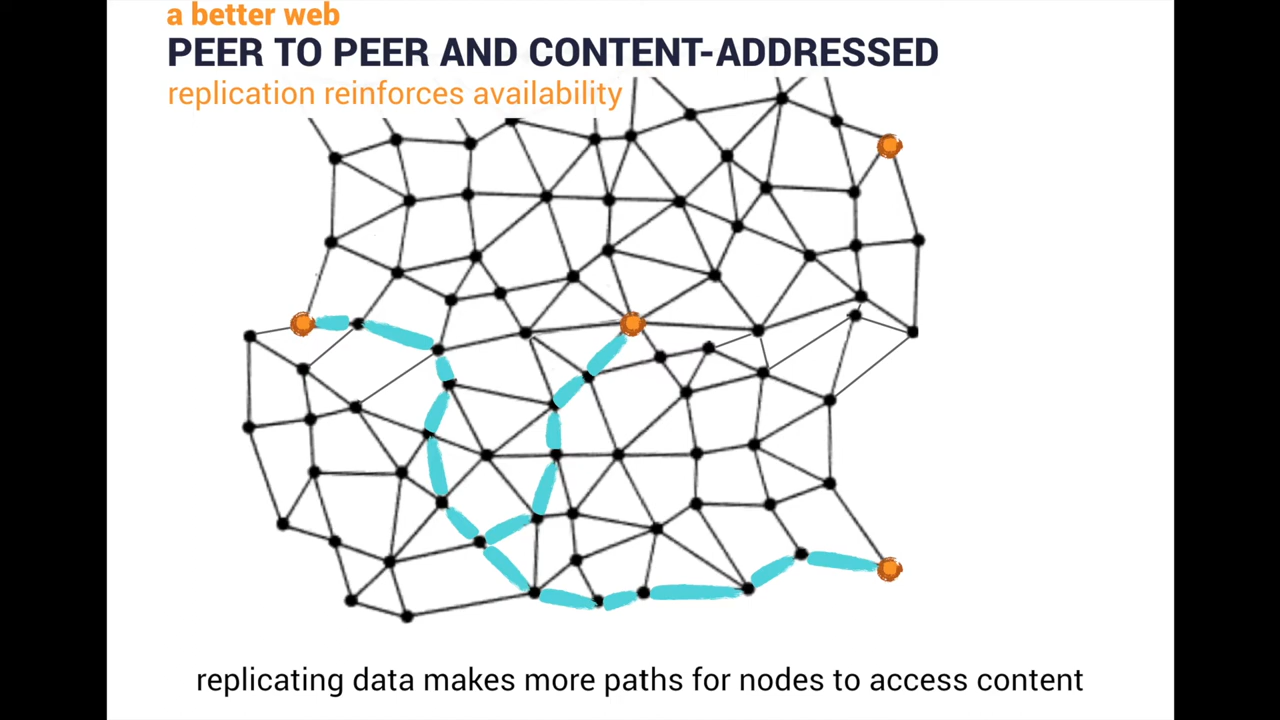 a better web
PEER TO PEER AND CONTENT-ADDRESSED
replication reinforces availability
replicating data makes more paths for nodes to access content